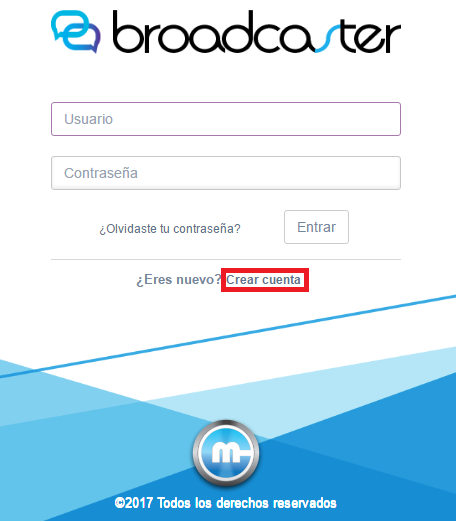 broadcaster
Usuario
Contraseña
¿Olvidaste tu contraseña? Entrar
¿Eres nuevo? Crear cuenta
m
©2017 Todos los derechos reservados